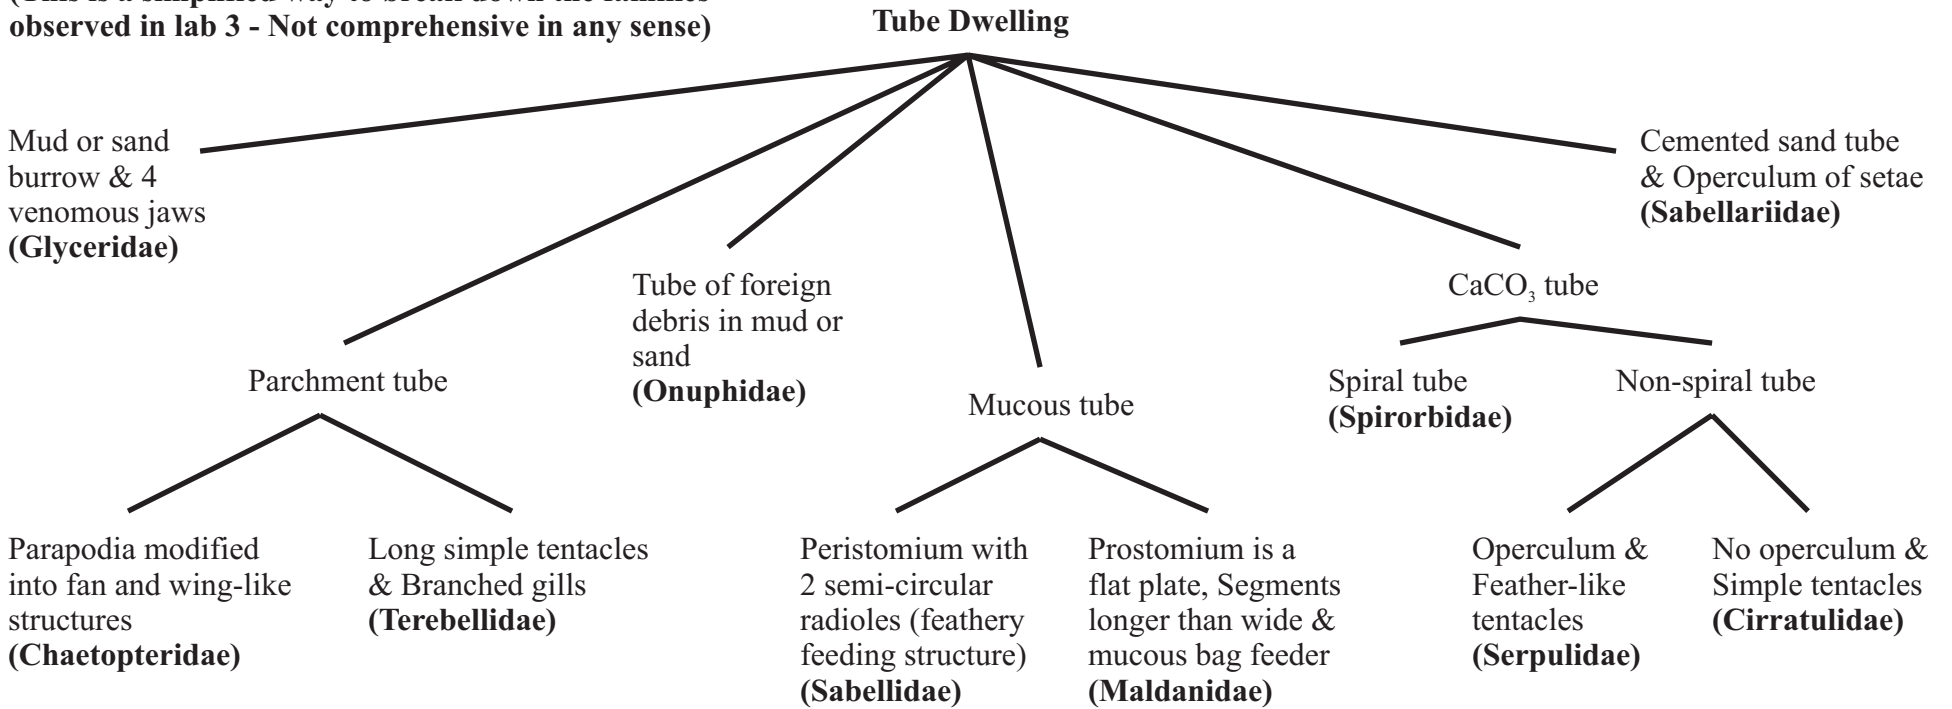 observed in lab 3 - Not comprehensive in any sense)
Tube Dwelling
Mud or sand
burrow & 4
venomous jaws
(Glyceridae)
Cemented sand tube
& Operculum of setae
(Sabellariidae)
Tube of foreign
debris in mud or
sand
(Onuphidae)
CaCO₃ tube
Parchment tube
Mucous tube
Spiral tube
(Spirorbidae)
Non-spiral tube
Parapodia modified
into fan and wing-like
structures
(Chaetopteridae)
Long simple tentacles
& Branched gills
(Terebellidae)
Peristomium with
2 semi-circular
radioles (feathery
feeding structure)
(Sabellidae)
Prostomium is a
flat plate, Segments
longer than wide &
mucous bag feeder
(Maldanidae)
Operculum &
Feather-like
tentacles
(Serpulidae)
No operculum &
Simple tentacles
(Cirratulidae)